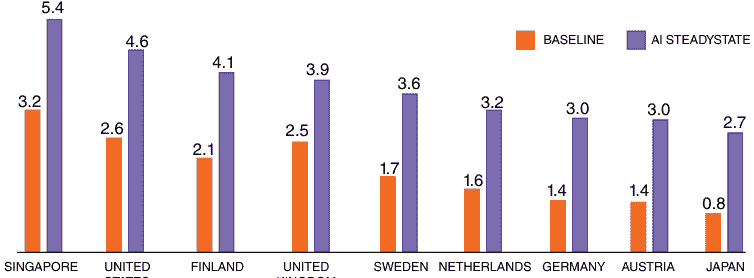 5.4
4.6
BASELINE
AI STEADYSTATE
4.1
3.9
3.6
3.2
3.2
3.0
3.0
2.6
2.5
2.7
2.1
1.7
1.6
1.4
1.4
0.8
SINGAPORE
UNITED
FINLAND
UNITED
SWEDEN
NETHERLANDS
GERMANY
AUSTRIA
JAPAN